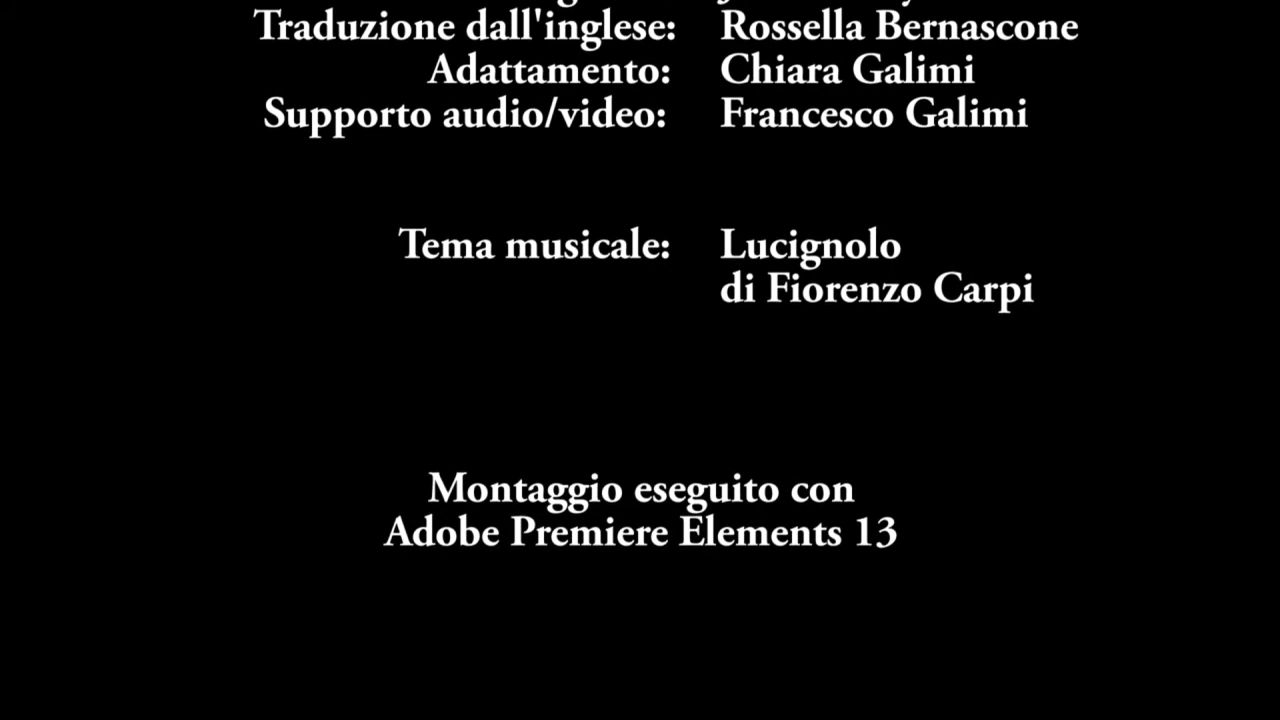 Traduzione dall'inglese: Rossella Bernascone
Adattamento: Chiara Galimi
Supporto audio/video: Francesco Galimi
Tema musicale: Lucignolo
di Fiorenzo Carpi
Montaggio eseguito con
Adobe Premiere Elements 13